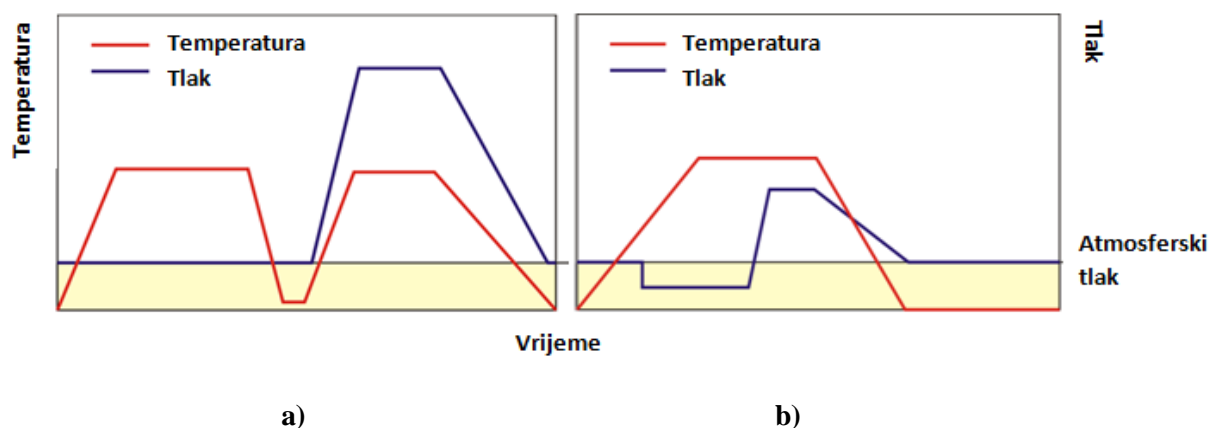 Temperatura
Temperatura
Tlak
Temperatura
Tlak
Tlak
Atmosferski
tlak
Vrijeme
a)
b)